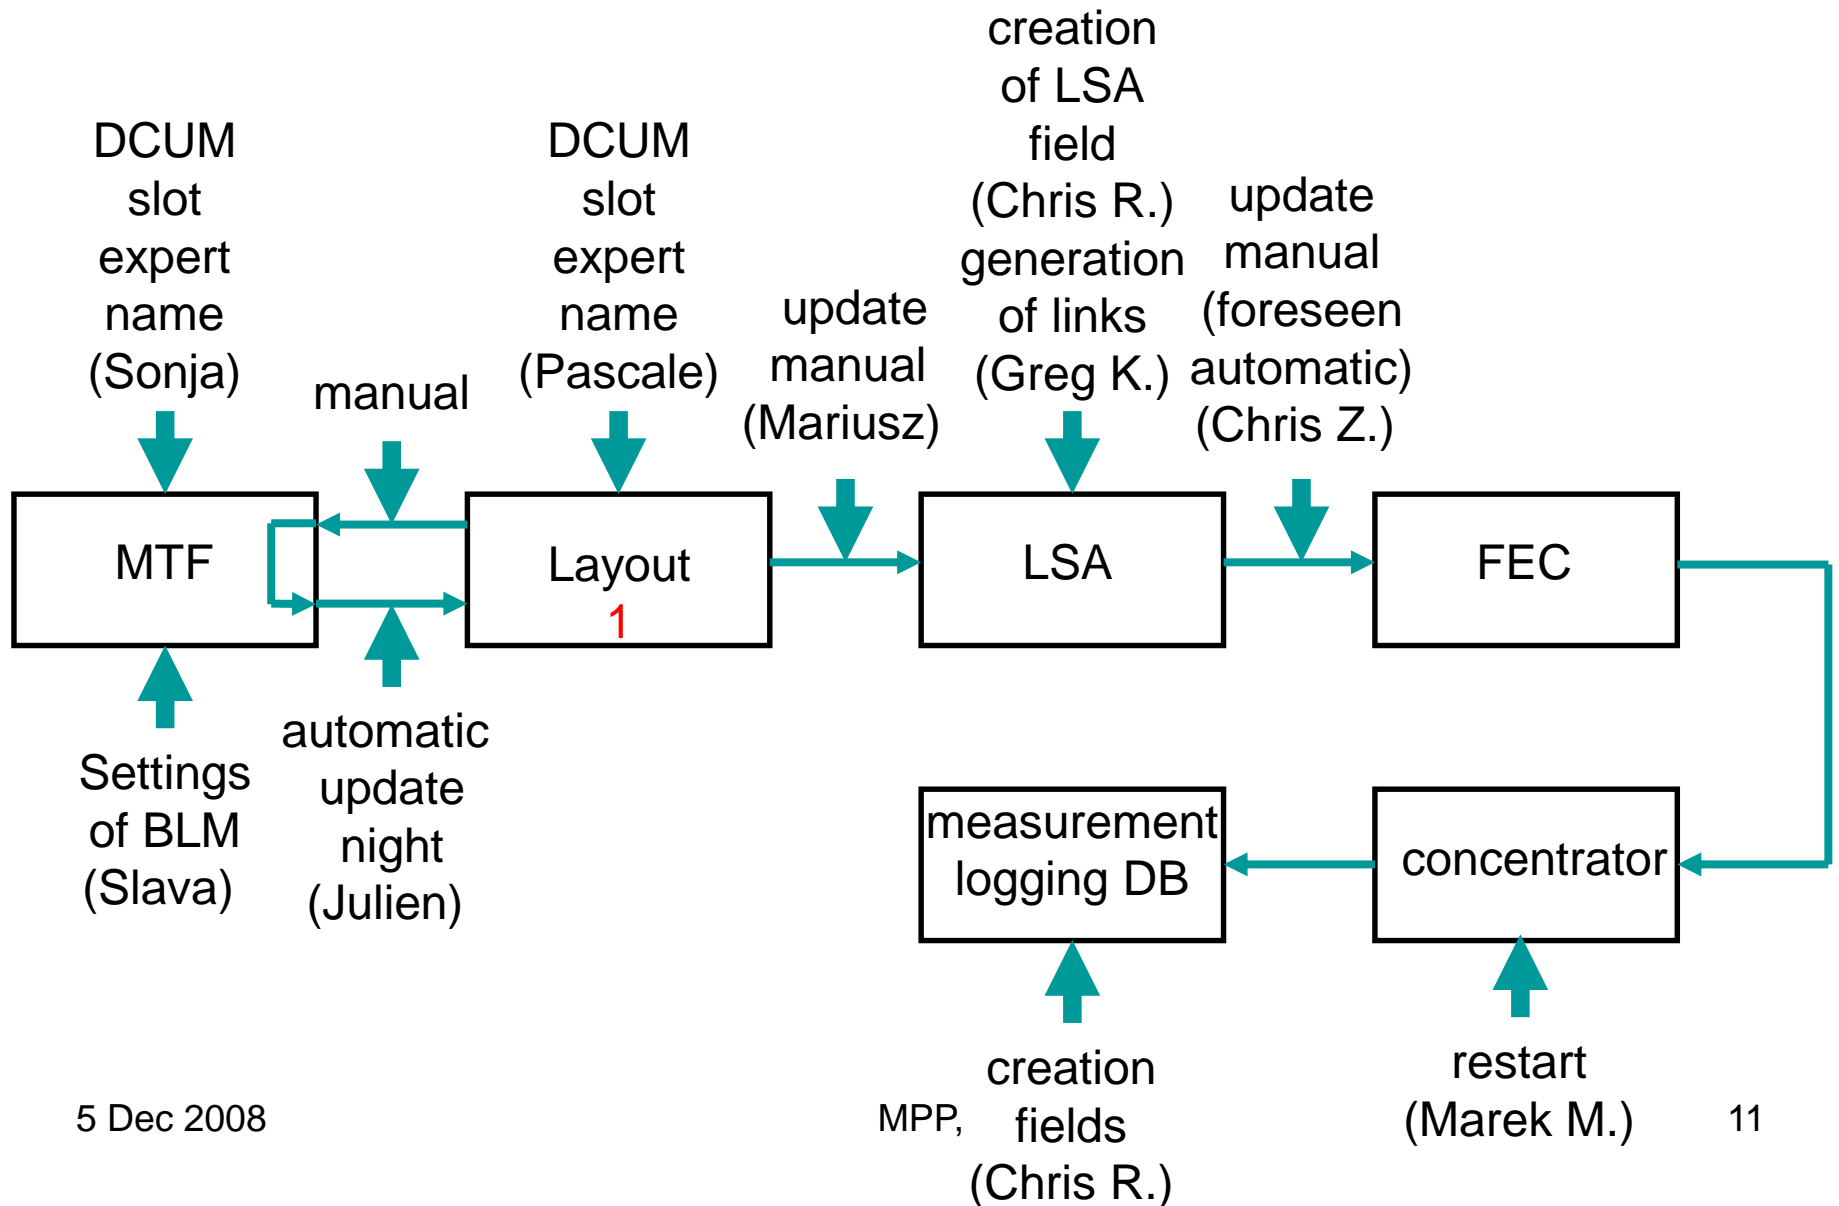 DCUM
slot
expert
name
(Sonja)
manual
DCUM
slot
expert
name
(Pascale)
update
manual
(Mariusz)
creation
of LSA
field
(Chris R.)
generation
of links
(Greg K.)
update
manual
(foreseen
automatic)
(Chris Z.)
MTF
Layout
1
LSA
FEC
Settings
of BLM
(Slava)
automatic
update
night
(Julien)
measurement
logging DB
concentrator
creation
fields
(Chris R.)
restart
(Marek M.)
5 Dec 2008
MPP,
11